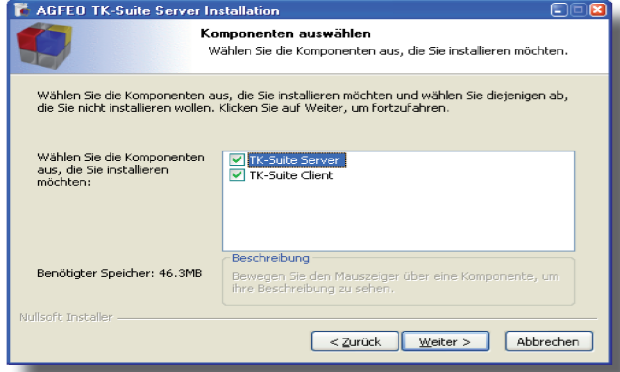 AGFEO TK-Suite Server Installation
Komponenten auswählen
Wählen Sie die Komponenten aus, die Sie installieren möchten.
Wählen Sie die Komponenten aus, die Sie installieren möchten und wählen Sie diejenigen ab,
die Sie nicht installieren wollen. Klicken Sie auf Weiter, um fortzufahren.
Wählen Sie die Komponenten
aus, die Sie installieren
möchten:
TK-Suite Server
TK-Suite Client
Benötigter Speicher: 46.3MB
Beschreibung
Bewegen Sie den Mauszeiger über eine Komponente, um
ihre Beschreibung zu sehen.
Nullsoft Installer
< Zurück
Weiter >
Abbrechen